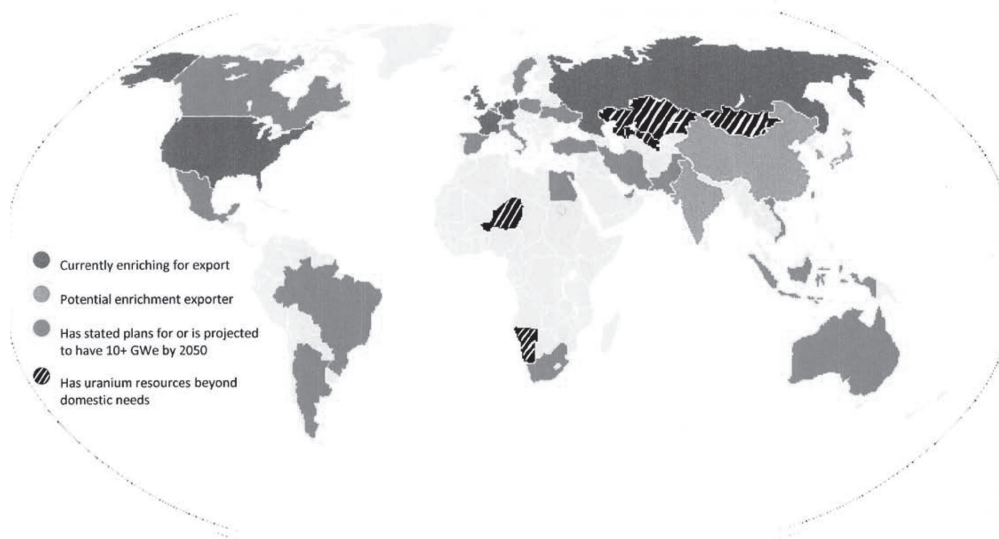 Currently enriching for export
Potential enrichment exporter
Has stated plans for or is projected
to have 10+ GWe by 2050
Has uranium resources beyond
domestic needs